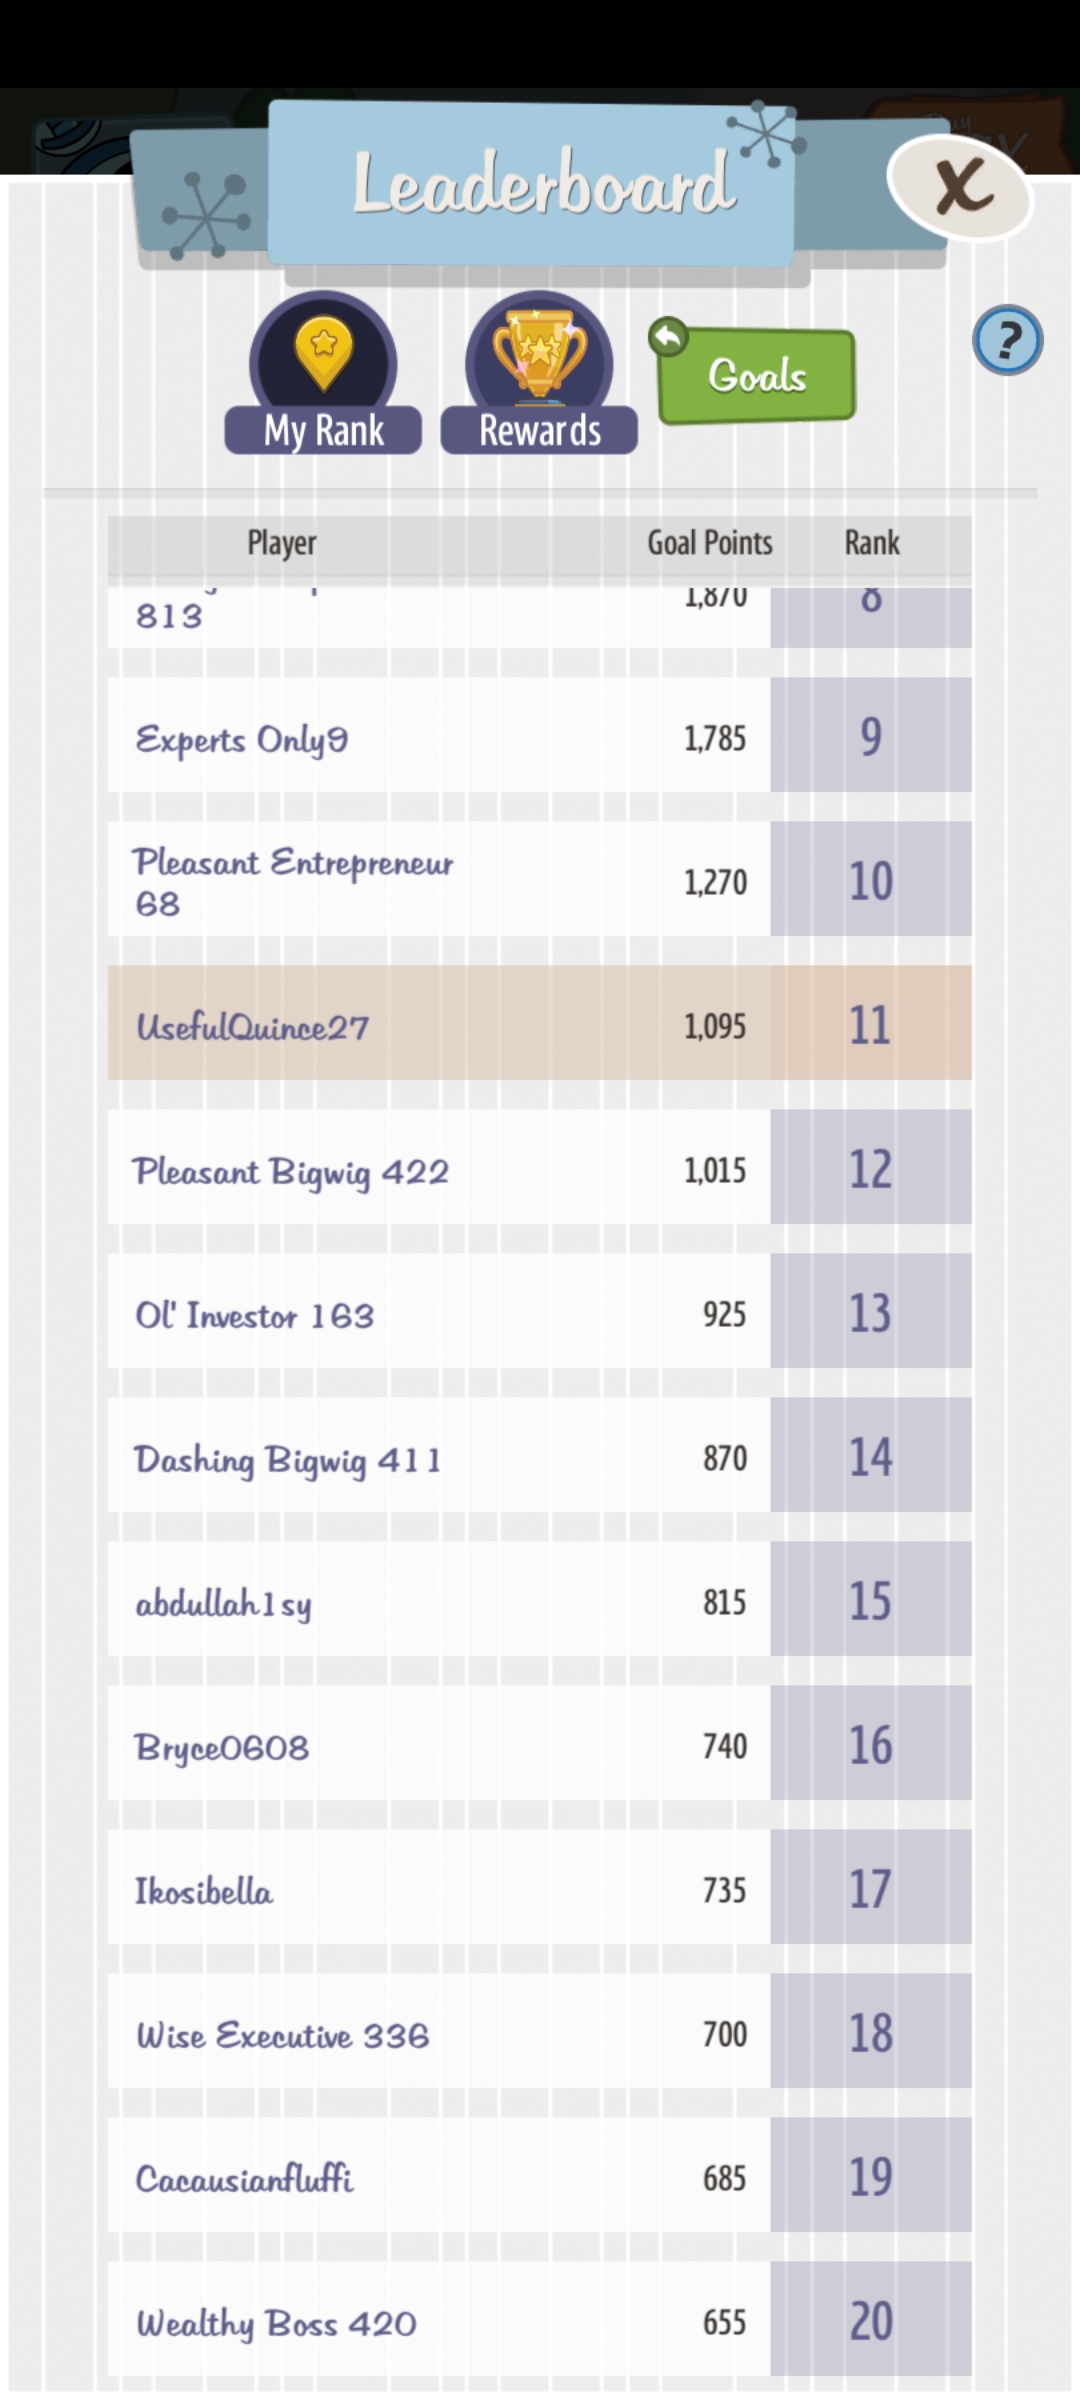 Leaderboard
X
My Rank
Rewards
Goals
?
Player Goal Points Rank
813 1,870 8
Experts Only9 1,785 9
Pleasant Entrepreneur
68 1,270 10
UsefulQuince27 1,095 11
Pleasant Bigwig 422 1,015 12
Ol' Investor 163 925 13
Dashing Bigwig 411 870 14
abdullah1sy 815 15
Bryce0608 740 16
Ikosibella 735 17
Wise Executive 336 700 18
Cacausianfluffi 685 19
Wealthy Boss 420 655 20